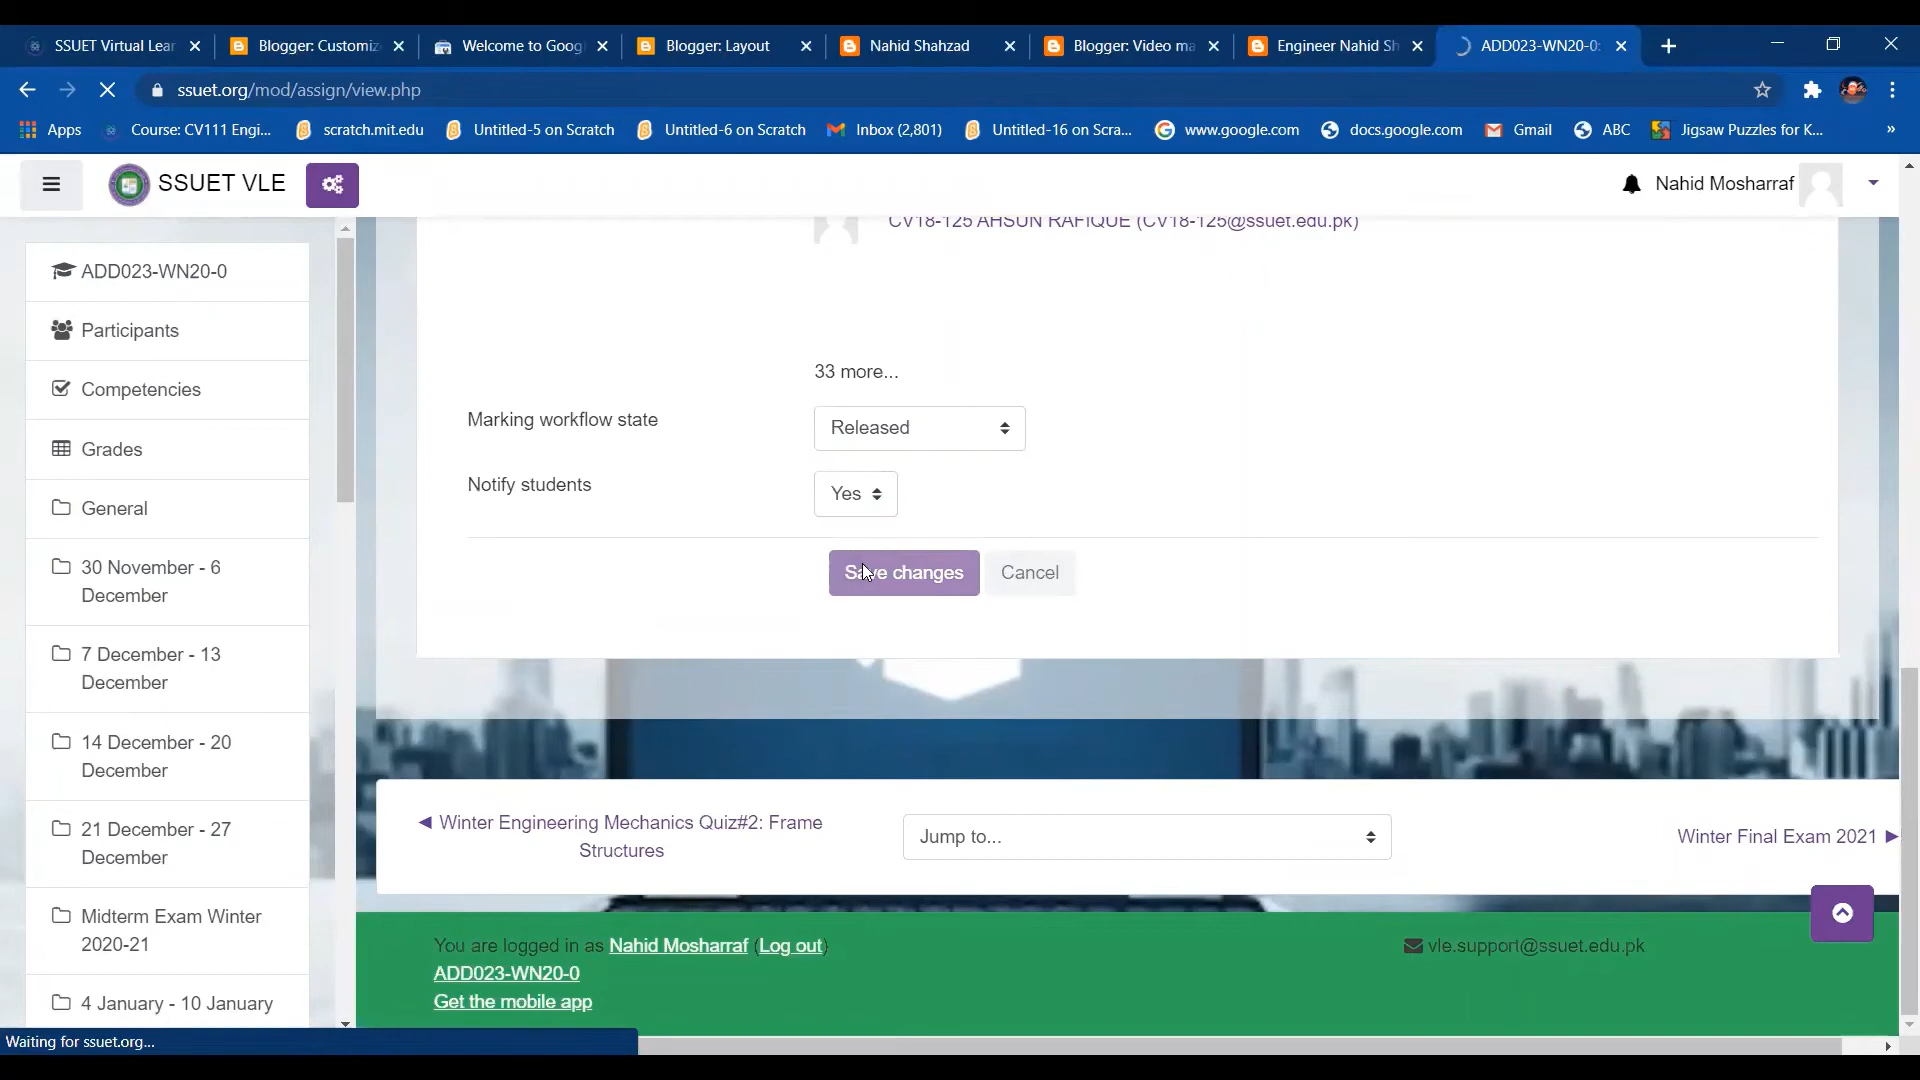 SSUET Virtual Lear
Blogger: Customiz
Welcome to Goog
Blogger: Layout
Nahid Shahzad
Blogger: Video ma
Engineer Nahid Sh
ADD023-WN20-0:
ssuet.org/mod/assign/view.php
Apps
Course: CV111 Engi...
scratch.mit.edu
Untitled-5 on Scratch
Untitled-6 on Scratch
Inbox (2,801)
Untitled-16 on Scra...
www.google.com
docs.google.com
Gmail
ABC
Jigsaw Puzzles for K...
»
SSUET VLE
Nahid Mosharraf
CV18-125 AHSUN RAFIQUE (CV18-125@ssuet.edu.pk)
ADD023-WN20-0
Participants
Competencies
Grades
General
30 November - 6
December
7 December - 13
December
14 December - 20
December
21 December - 27
December
Midterm Exam Winter
2020-21
4 January - 10 January
33 more...
Marking workflow state
Released
Notify students
Yes
Save changes
Cancel
◀ Winter Engineering Mechanics Quiz#2: Frame
Structures
Jump to...
Winter Final Exam 2021 ▶
You are logged in as Nahid Mosharraf (Log out)
ADD023-WN20-0
Get the mobile app
vle.support@ssuet.edu.pk
Waiting for ssuet.org...